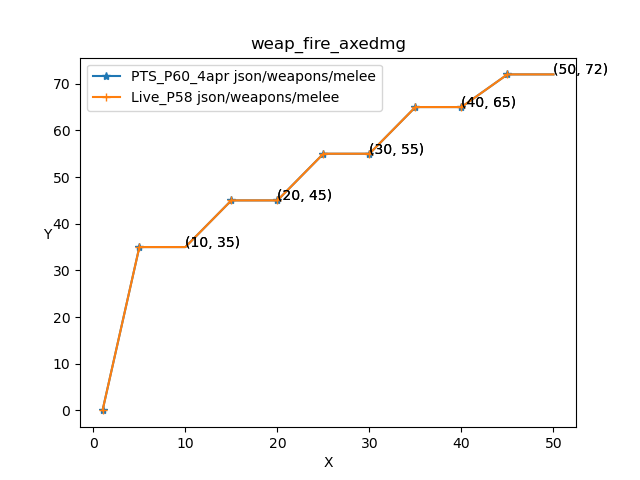 weap_fire_axedmg
PTS_P60_4apr json/weapons/melee
Live_P58 json/weapons/melee
(50, 72)
(40, 65)
(30, 55)
(20, 45)
(10, 35)
70
60
50
40
30
20
10
0
Y
0 10 20 30 40 50
X